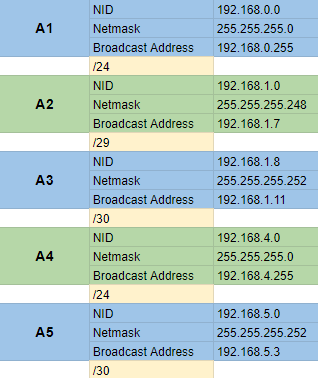 NID 192.168.0.0
A1 Netmask 255.255.255.0
Broadcast Address 192.168.0.255
/24
NID 192.168.1.0
A2 Netmask 255.255.255.248
Broadcast Address 192.168.1.7
/29
NID 192.168.1.8
A3 Netmask 255.255.255.252
Broadcast Address 192.168.1.11
/30
NID 192.168.4.0
A4 Netmask 255.255.255.0
Broadcast Address 192.168.4.255
/24
NID 192.168.5.0
A5 Netmask 255.255.255.252
Broadcast Address 192.168.5.3
/30